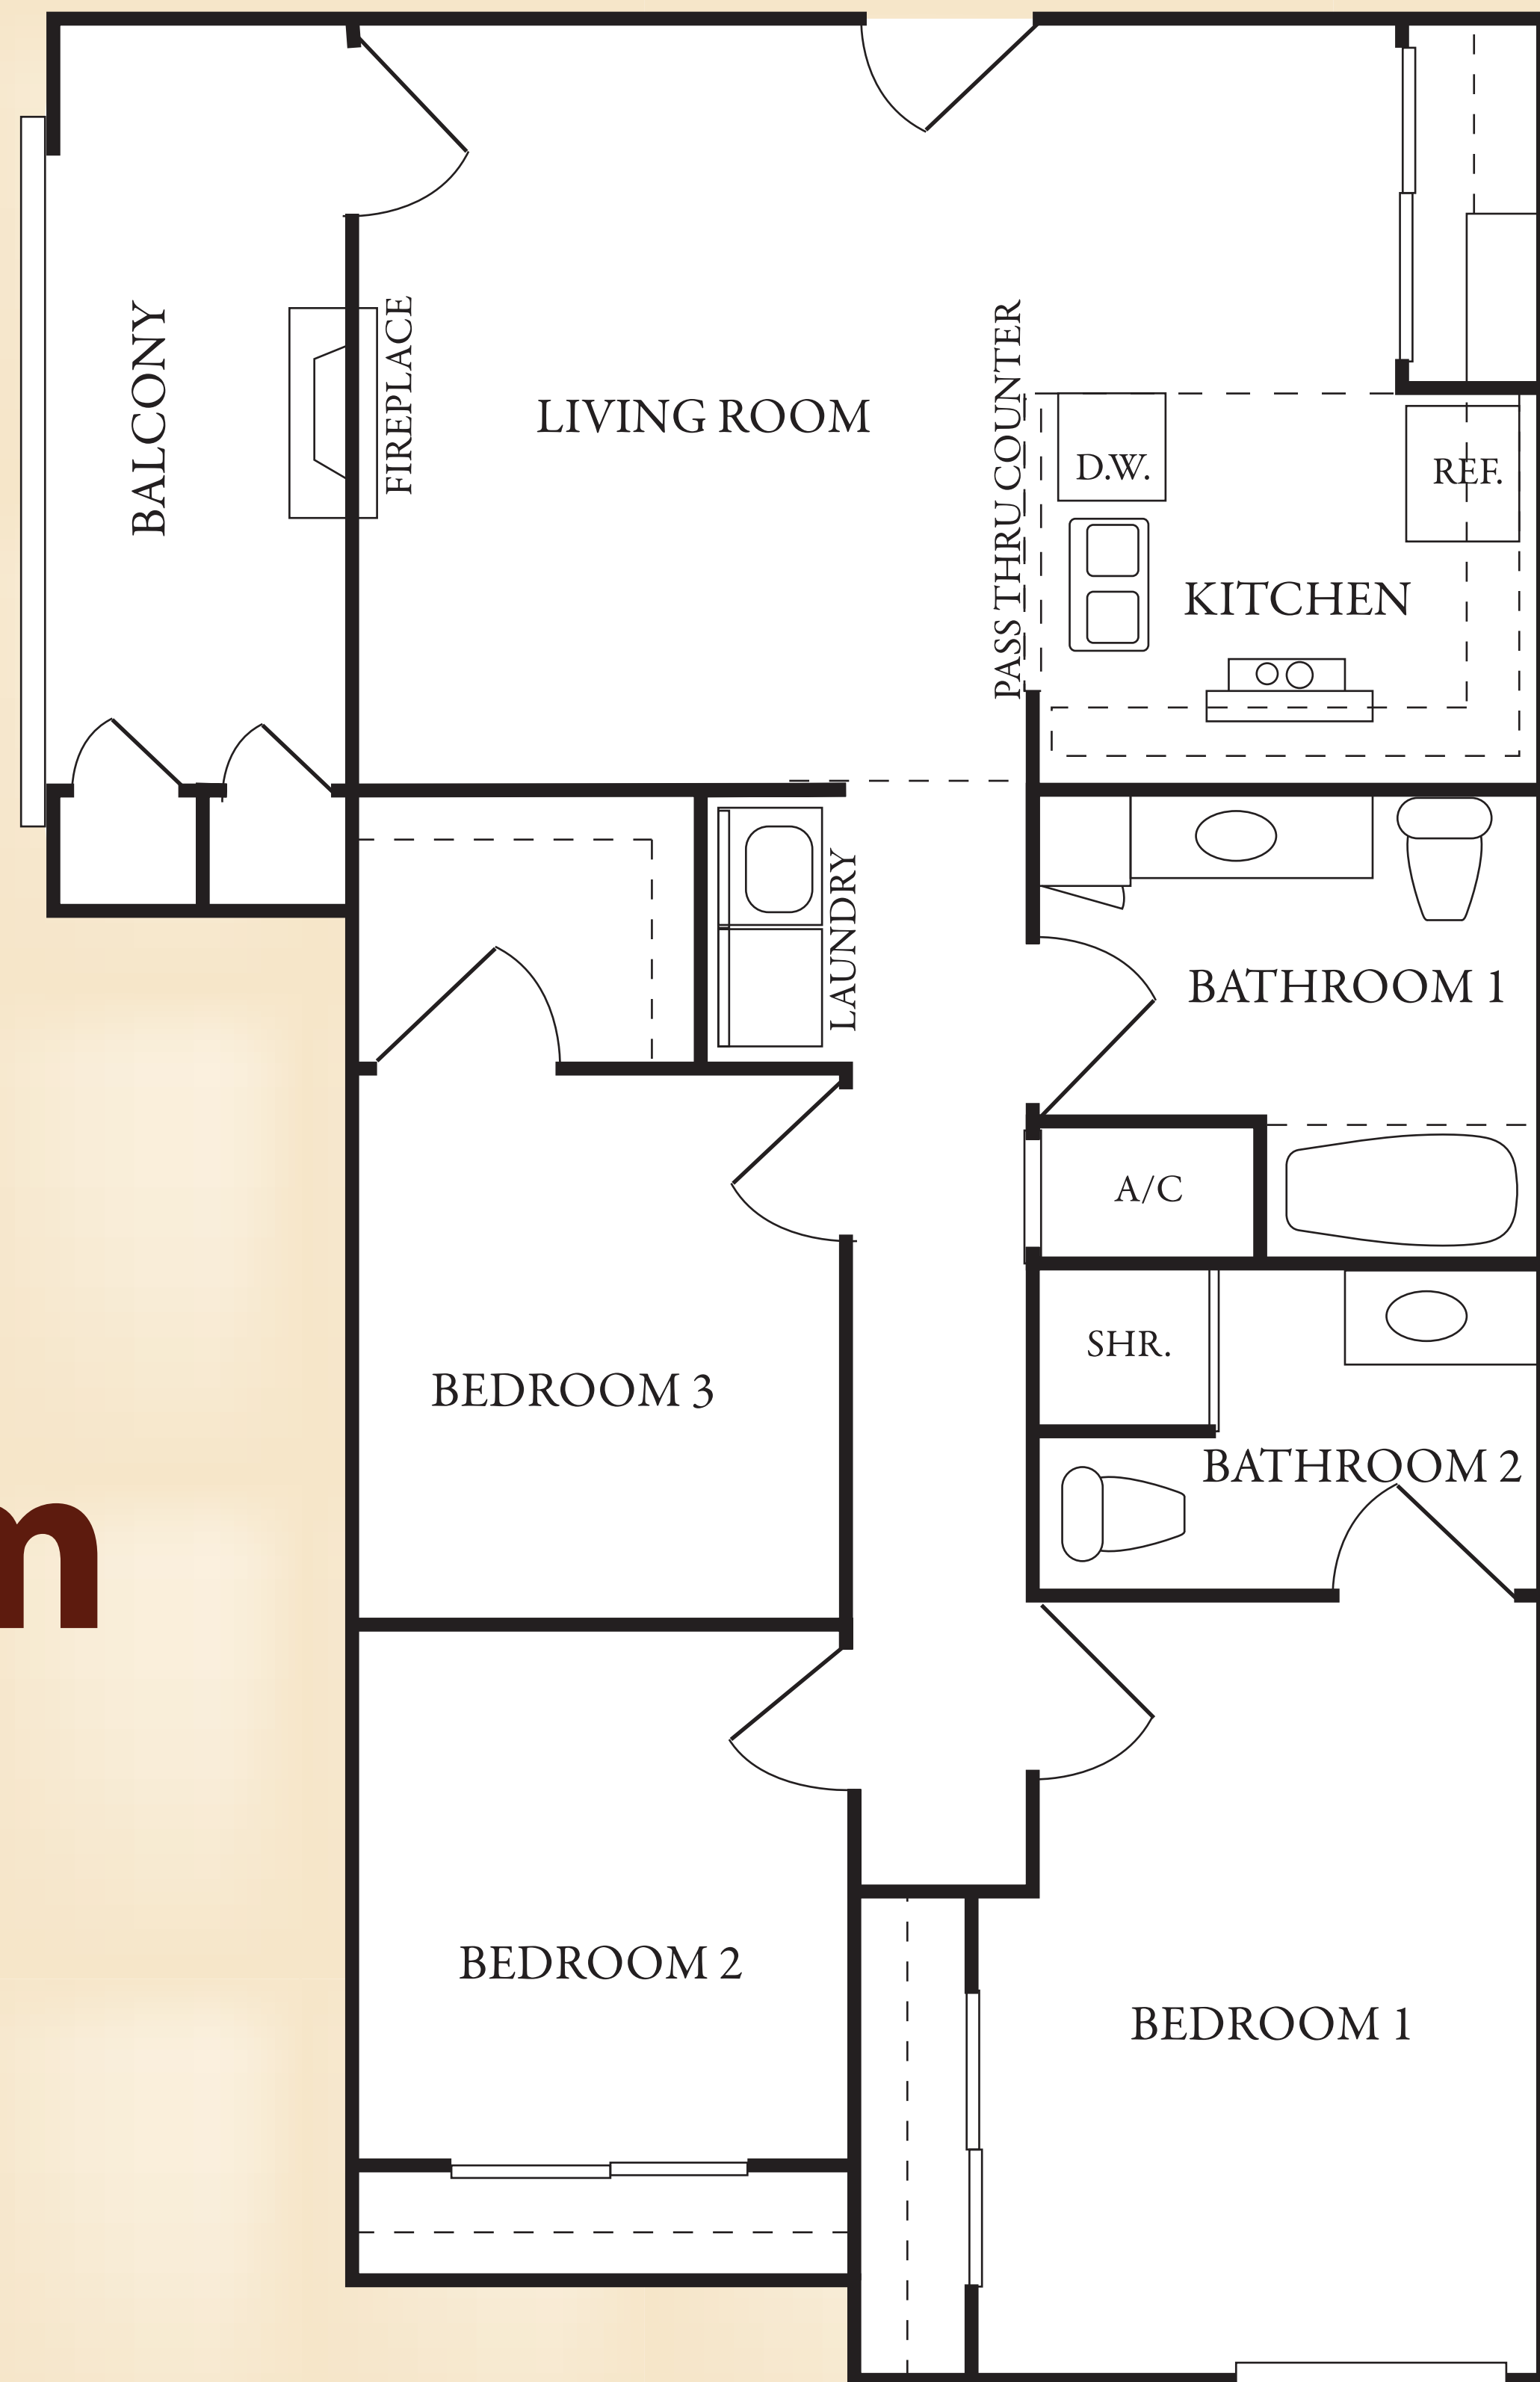 BALCONY
FIREPLACE
LIVING ROOM
PASS THRU COUNTER
D.W.
REF.
KITCHEN
LAUNDRY
BATHROOM 1
A/C
SHR.
BEDROOM 3
BATHROOM 2
m
BEDROOM 2
BEDROOM 1